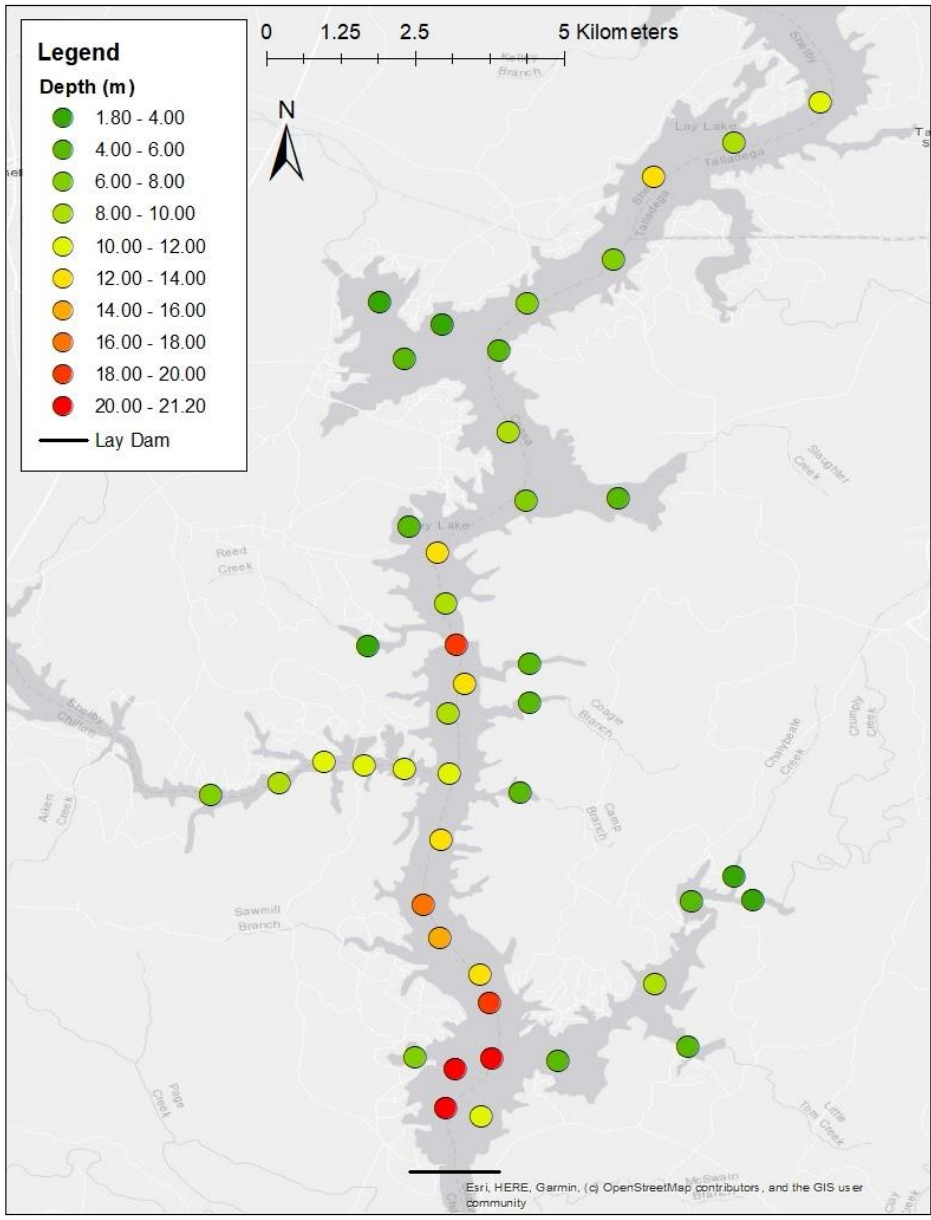 Legend
Depth (m)
1.80 - 4.00
4.00 - 6.00
6.00 - 8.00
8.00 - 10.00
10.00 - 12.00
12.00 - 14.00
14.00 - 16.00
16.00 - 18.00
18.00 - 20.00
20.00 - 21.20
Lay Dam
0 1.25 2.5 5 Kilometers
N
Branch
Shelby
Lay Lake
Talladega
Talladega
Slaughter
Creek
Lake
Reed
Creek
Shelby
Chilton
Coagie
Branch
Chalybeate
Creek
Crumply
Creek
Aiken
Creek
Camp
Branch
Sawmill
Branch
Page
Creek
Little
Tom Creek
McSwain
Esri, HERE, Garmin, (c) OpenStreetMap contributors, and the GIS user
community